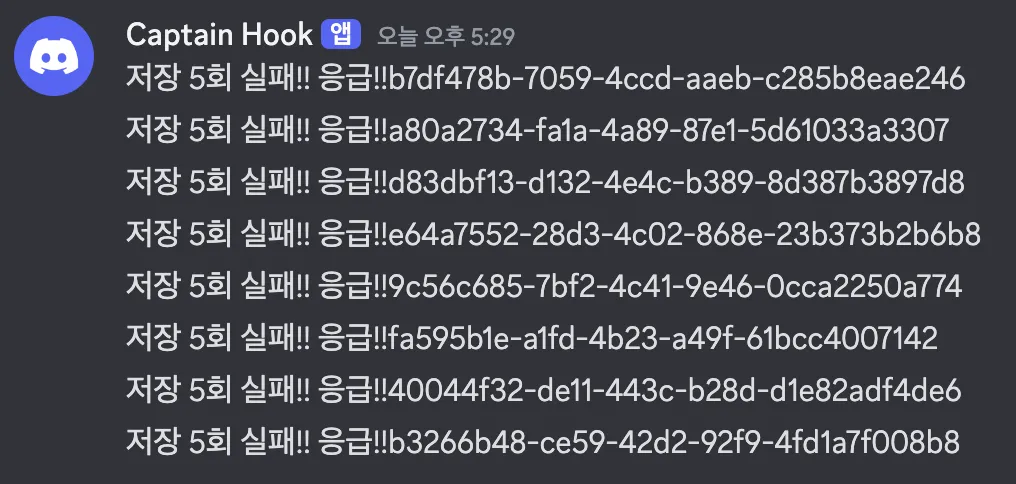 Captain Hook 앱 오늘 오후 5:29
저장 5회 실패!! 응급!!b7df478b-7059-4ccd-aaeb-c285b8eae246
저장 5회 실패!! 응급!!a80a2734-fa1a-4a89-87e1-5d61033a3307
저장 5회 실패!! 응급!!d83dbf13-d132-4e4c-b389-8d387b3897d8
저장 5회 실패!! 응급!!e64a7552-28d3-4c02-868e-23b373b2b6b8
저장 5회 실패!! 응급!!9c56c685-7bf2-4c41-9e46-0cca2250a774
저장 5회 실패!! 응급!!fa595b1e-a1fd-4b23-a49f-61bcc4007142
저장 5회 실패!! 응급!!40044f32-de11-443c-b28d-d1e82adf4de6
저장 5회 실패!! 응급!!b3266b48-ce59-42d2-92f9-4fd1a7f008b8